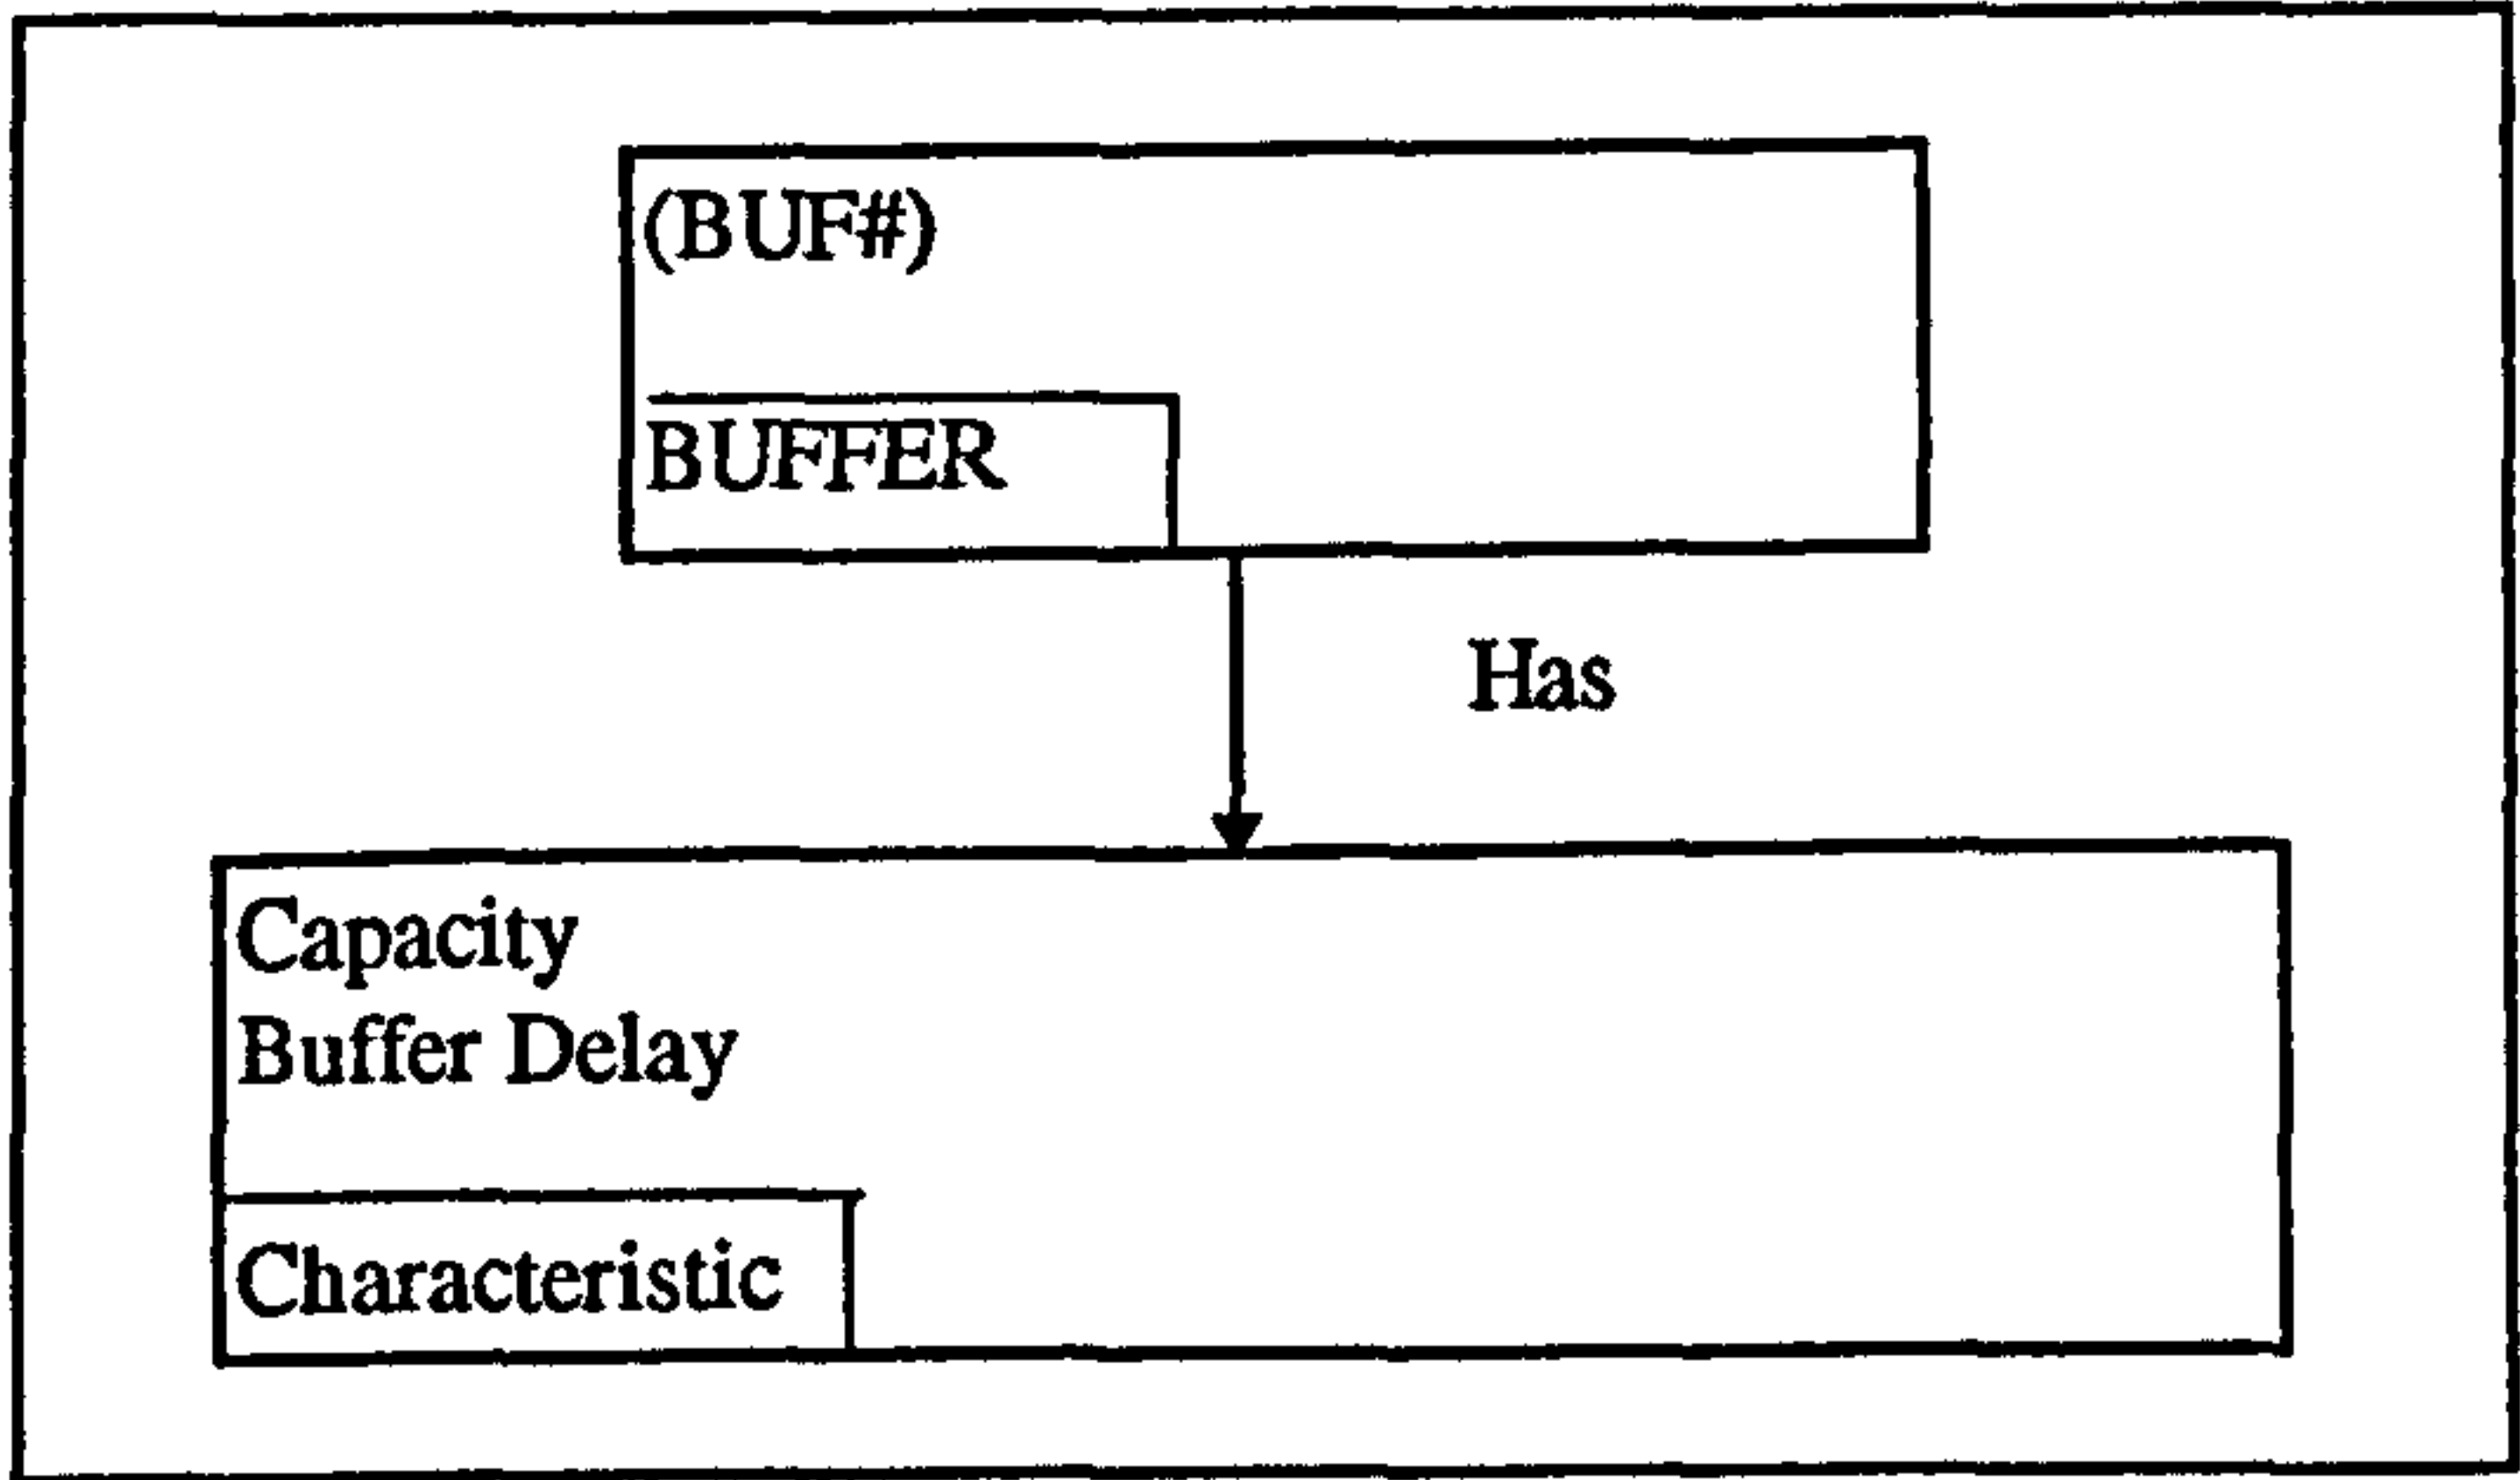 (BUF#)
BUFFER
Has
Capacity
Buffer Delay
Characteristic